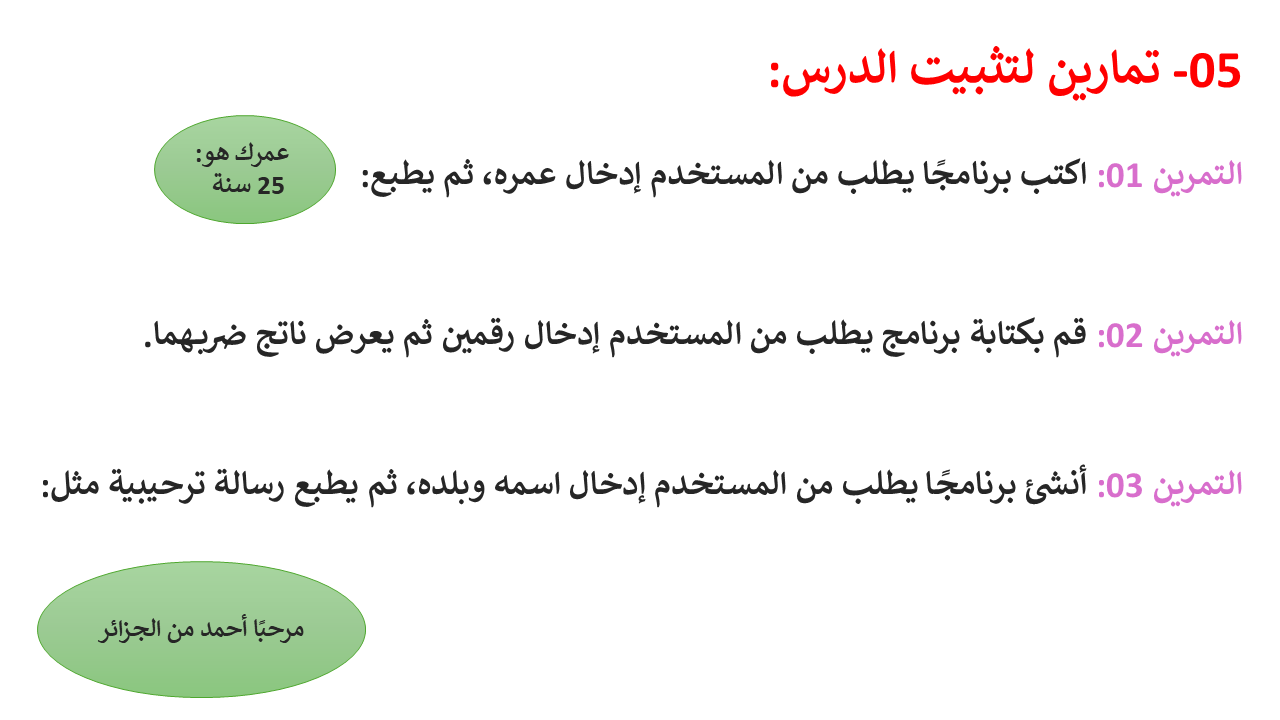 05- تمارين لتثبيت الدرس:
التمرين 01: اكتب برنامجًا يطلب من المستخدم إدخال عمره، ثم يطبع:
عمرك هو:
25 سنة
التمرين 02: قم بكتابة برنامج يطلب من المستخدم إدخال رقمين ثم يعرض ناتج ضربهما.
التمرين 03: أنشئ برنامجًا يطلب من المستخدم إدخال اسمه وبلده، ثم يطبع رسالة ترحيبية مثل:
مرحبًا أحمد من الجزائر